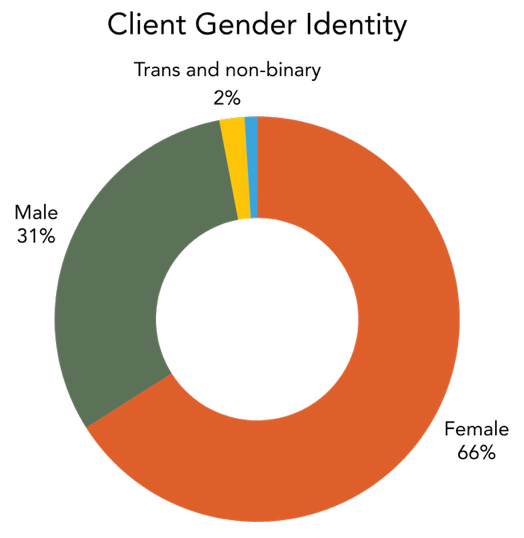 Client Gender Identity
Trans and non-binary
2%
Male
31%
Female
66%